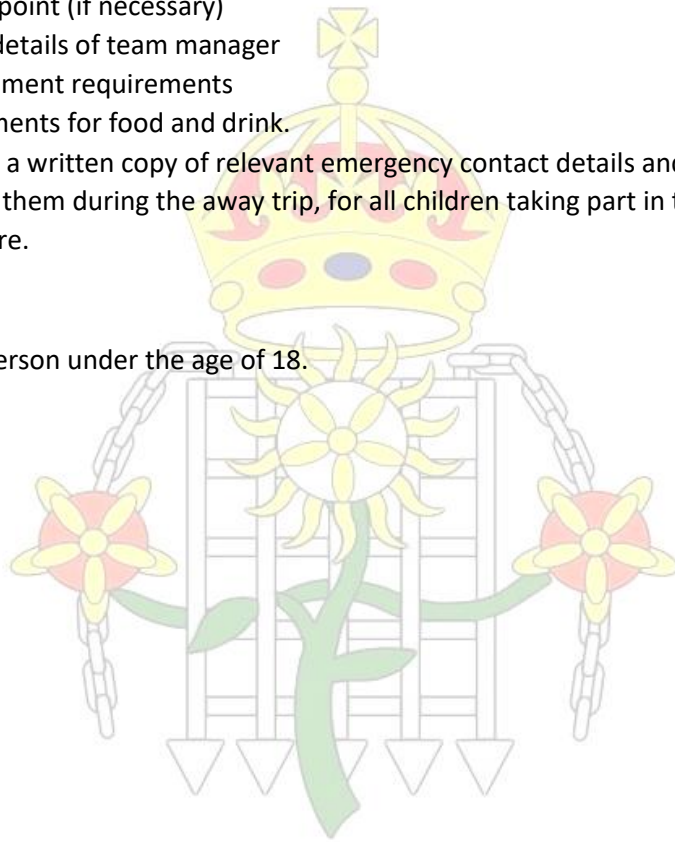 point (if necessary)
details of team manager
ment requirements
ments for food and drink.
a written copy of relevant emergency contact details and
them during the away trip, for all children taking part in t
re.
erson under the age of 18.